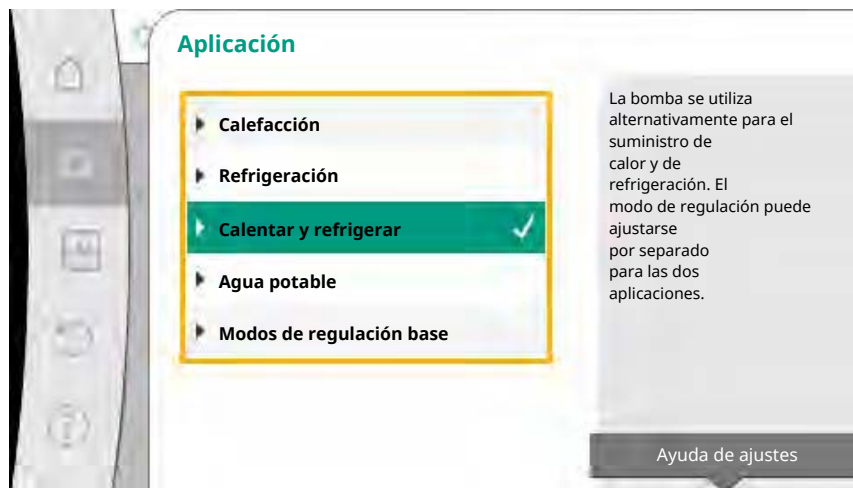 Aplicación
Calefacción
Refrigeración
Calentar y refrigerar
Agua potable
Modos de regulación base
La bomba se utiliza
alternativamente para el
suministro de
calor y de
refrigeración. El
modo de regulación puede
ajustarse
por separado
para las dos
aplicaciones.
Ayuda de ajustes